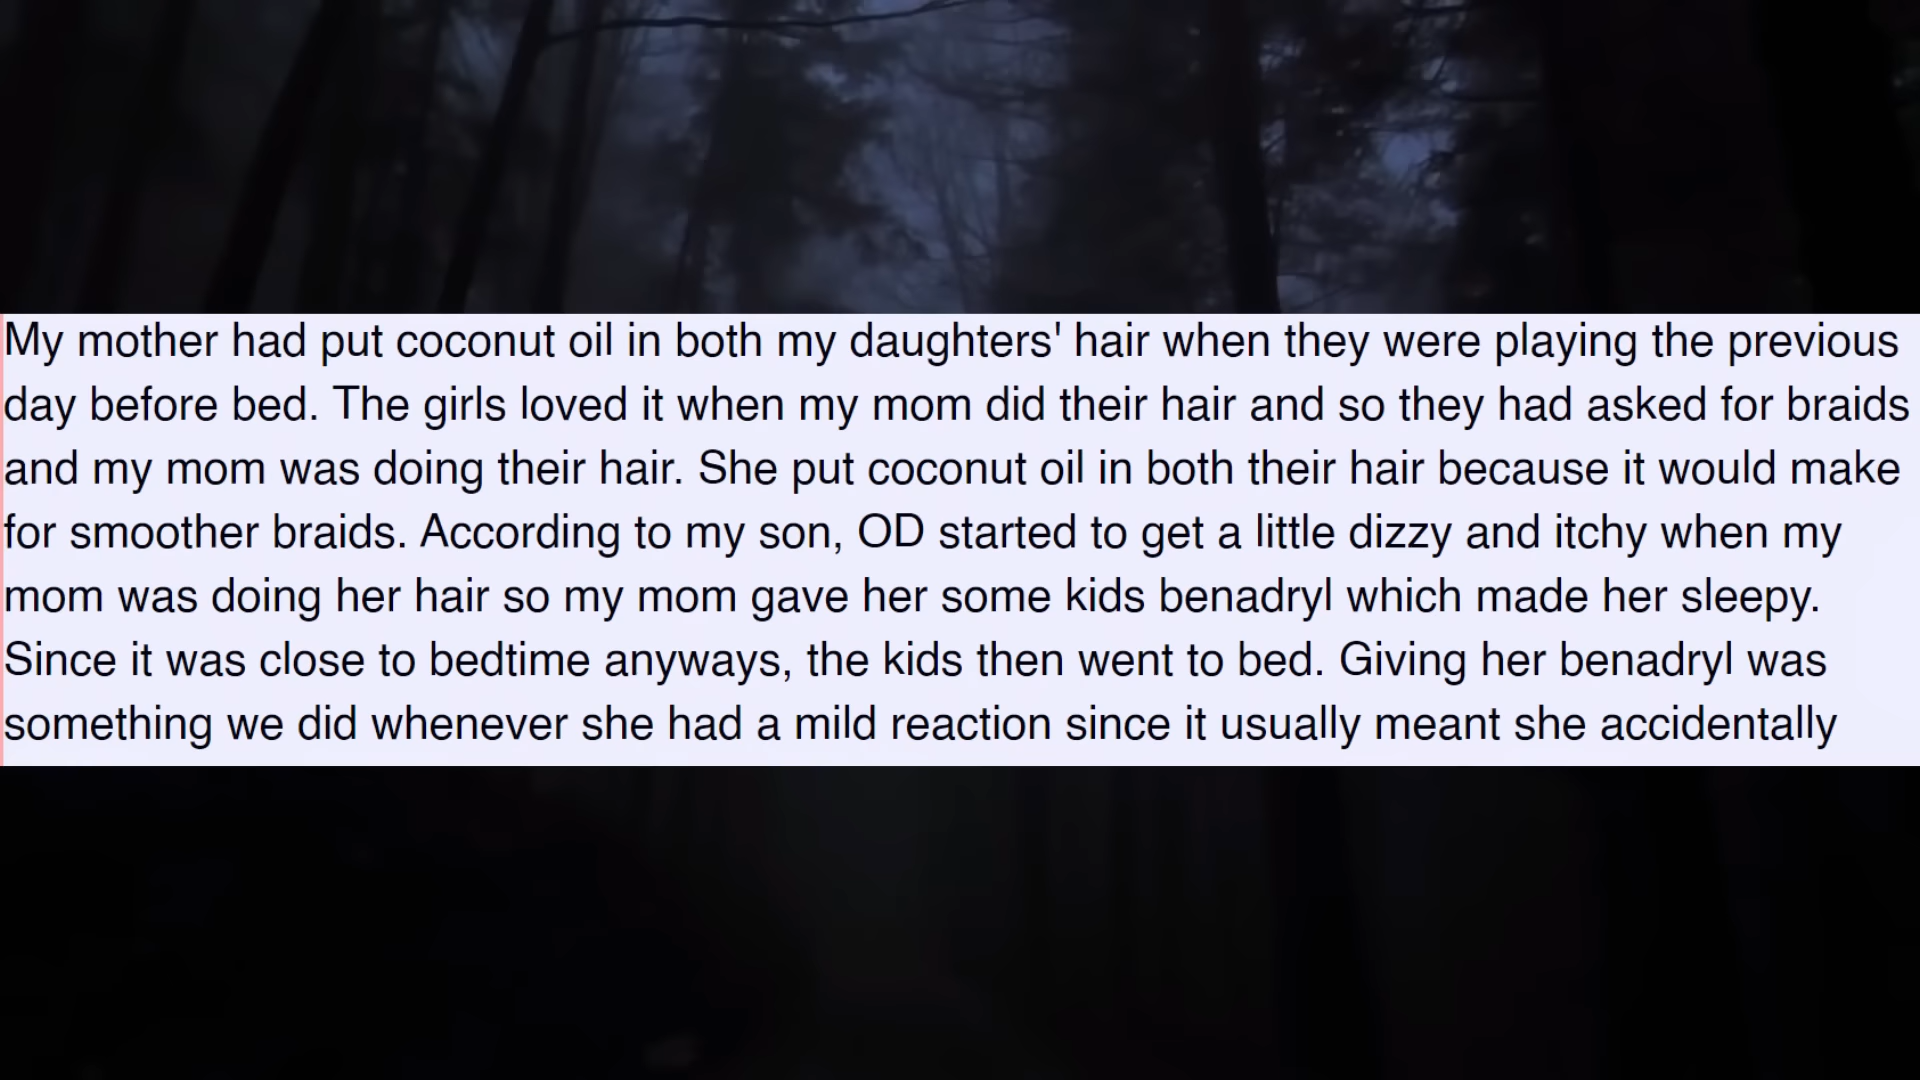 My mother had put coconut oil in both my daughters' hair when they were playing the previous
day before bed. The girls loved it when my mom did their hair and so they had asked for braids
and my mom was doing their hair. She put coconut oil in both their hair because it would make
for smoother braids. According to my son, OD started to get a little dizzy and itchy when my
mom was doing her hair so my mom gave her some kids benadryl which made her sleepy.
Since it was close to bedtime anyways, the kids then went to bed. Giving her benadryl was
something we did whenever she had a mild reaction since it usually meant she accidentally